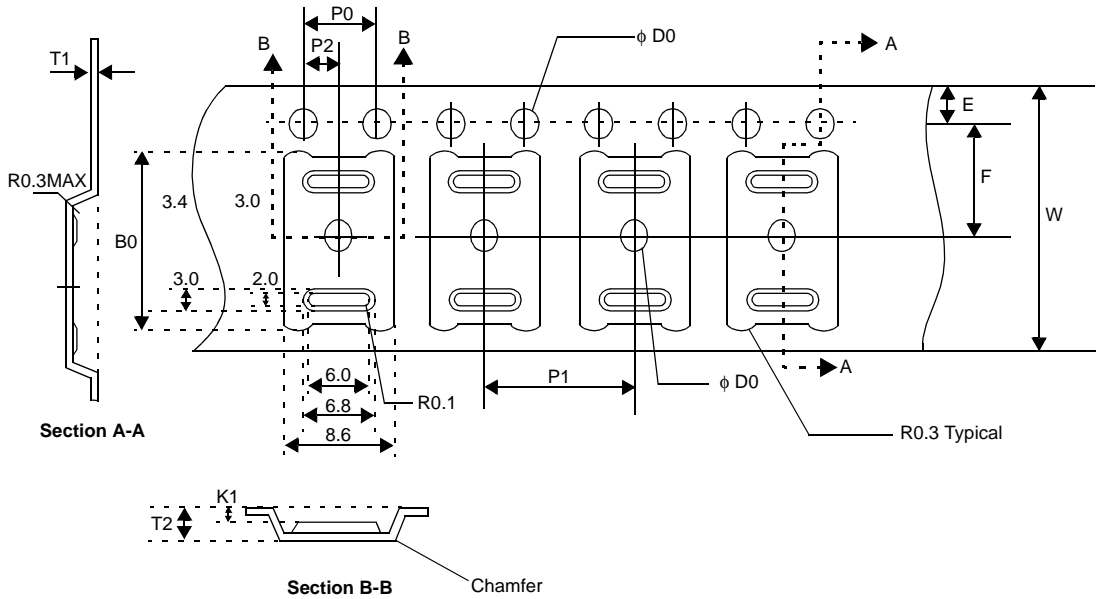 P0
B
P2
B
ϕ D0
A
T1
E
R0.3MAX
3.4
3.0
F
B0
W
3.0
2.0
6.0
P1
ϕ D0
A
6.8
R0.1
8.6
R0.3 Typical
Section A-A
K1
T2
Section B-B
Chamfer